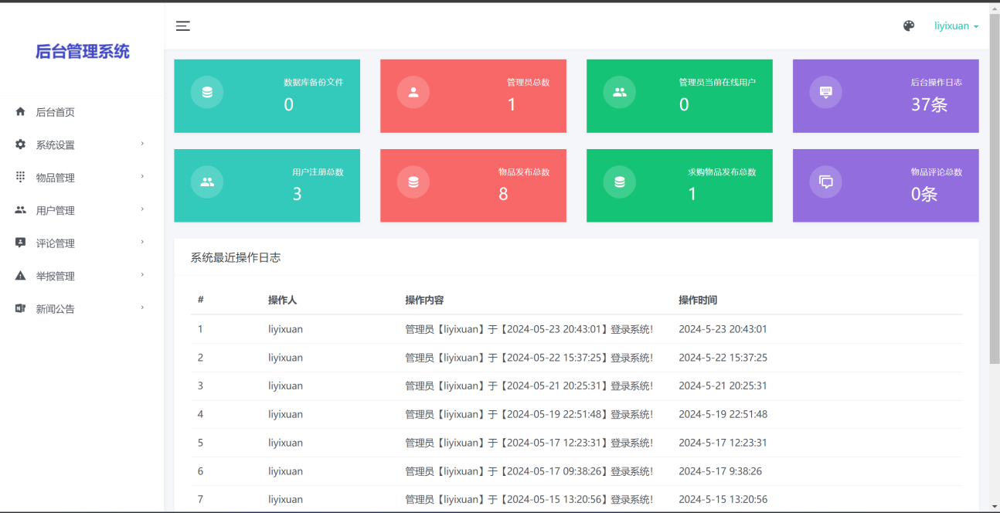 后台管理系统
liyixuan
后台首页
系统设置
物品管理
用户管理
评论管理
举报管理
新闻公告
数据库备份文件
0
管理员总数
1
管理员当前在线用户
0
后台操作日志
37条
用户注册总数
3
物品发布总数
8
求购物品发布总数
1
物品评论总数
0条
系统最近操作日志
# 操作人 操作内容 操作时间
1 liyixuan 管理员【liyixuan】于【2024-05-23 20:43:01】登录系统! 2024-5-23 20:43:01
2 liyixuan 管理员【liyixuan】于【2024-05-22 15:37:25】登录系统! 2024-5-22 15:37:25
3 liyixuan 管理员【liyixuan】于【2024-05-21 20:25:31】登录系统! 2024-5-21 20:25:31
4 liyixuan 管理员【liyixuan】于【2024-05-19 22:51:48】登录系统! 2024-5-19 22:51:48
5 liyixuan 管理员【liyixuan】于【2024-05-17 12:23:31】登录系统! 2024-5-17 12:23:31
6 liyixuan 管理员【liyixuan】于【2024-05-17 09:38:26】登录系统! 2024-5-17 9:38:26
7 liyixuan 管理员【liyixuan】于【2024-05-15 13:20:56】登录系统! 2024-5-15 13:20:56